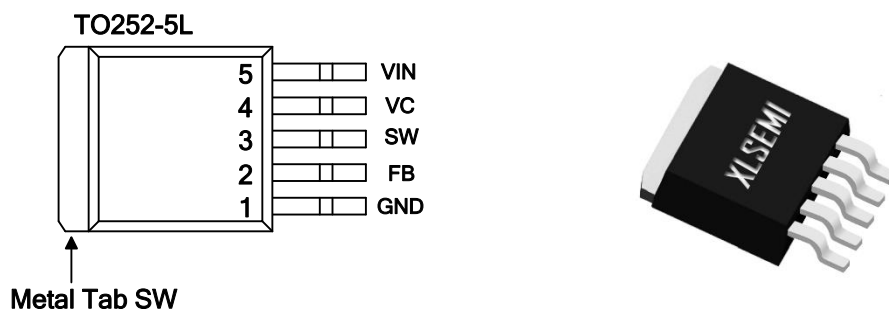 TO252-5L
5 VIN
4 VC
3 SW
2 FB
1 GND
Metal Tab SW
XLSEMI